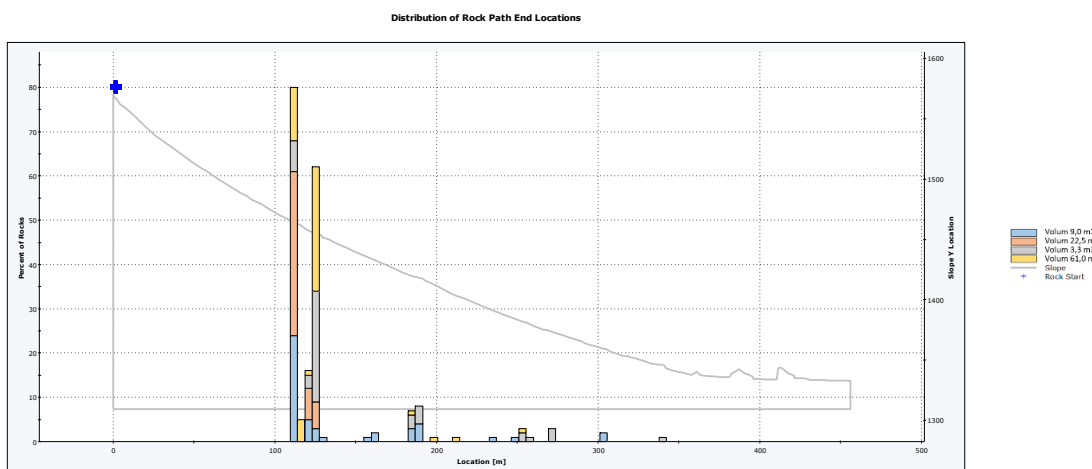 Distribution of Rock Path End Locations
80
70
60
50
40
30
20
10
0
Percent of Rocks
0
100
200
300
400
500
Location [m]
1600
1500
1400
1300
Slope Y Location
Volum 9,0 m
Volum 22,5 m
Volum 3,3 m
Volum 61,0 m
Slope
Rock Start